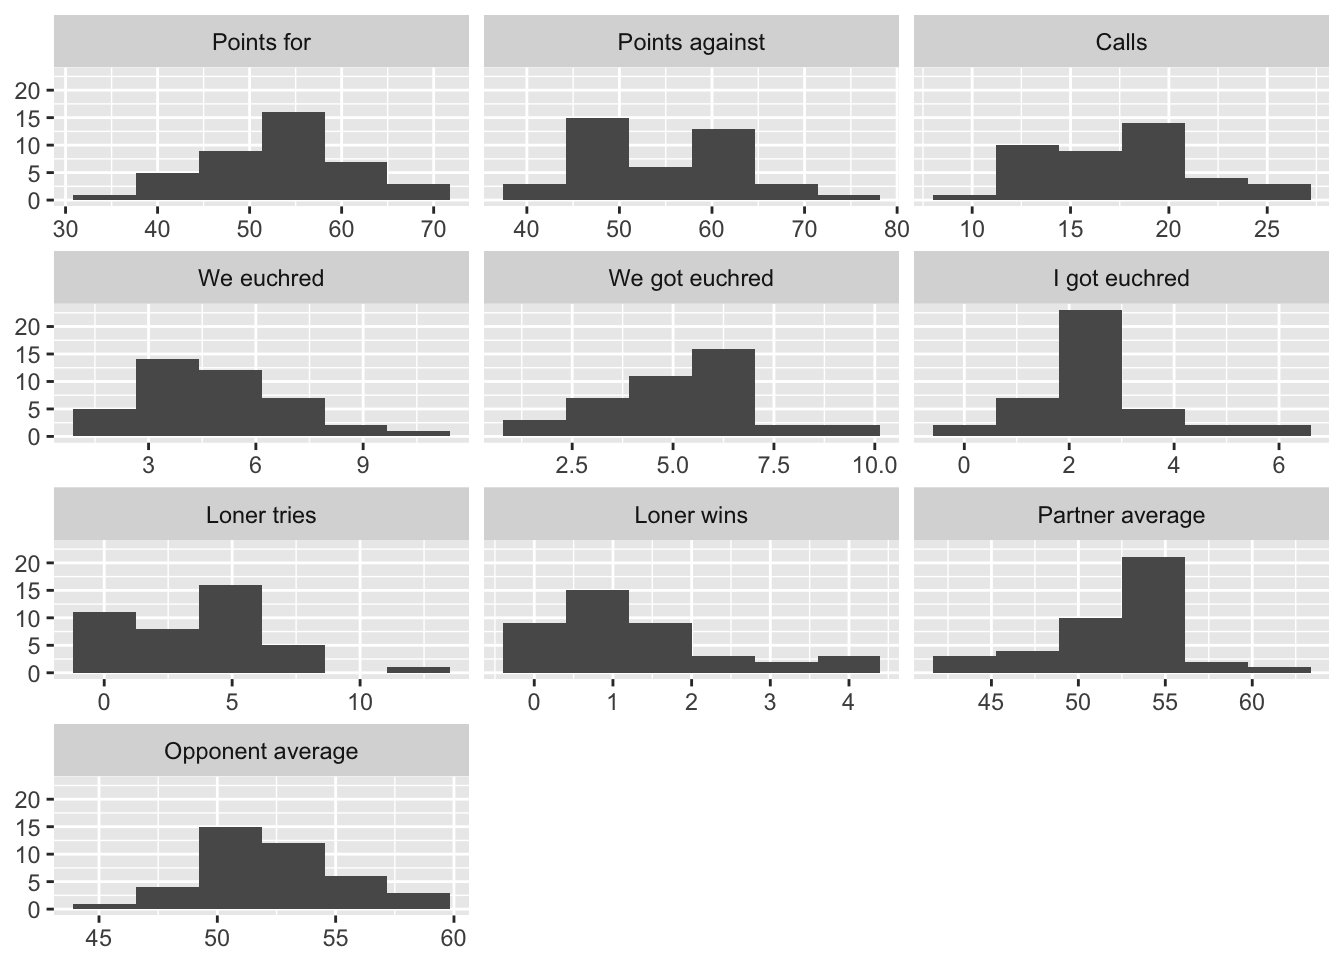 Points for
Points against
Calls
20
15
10
5
0
30 40 50 60 70
40 50 60 70 80
10 15 20 25
We euchred
We got euchred
I got euchred
20
15
10
5
0
3 6 9
2.5 5.0 7.5 10.0
0 2 4 6
Loner tries
Loner wins
Partner average
20
15
10
5
0
0 5 10
0 1 2 3 4
45 50 55 60
Opponent average
20
15
10
5
0
45 50 55 60